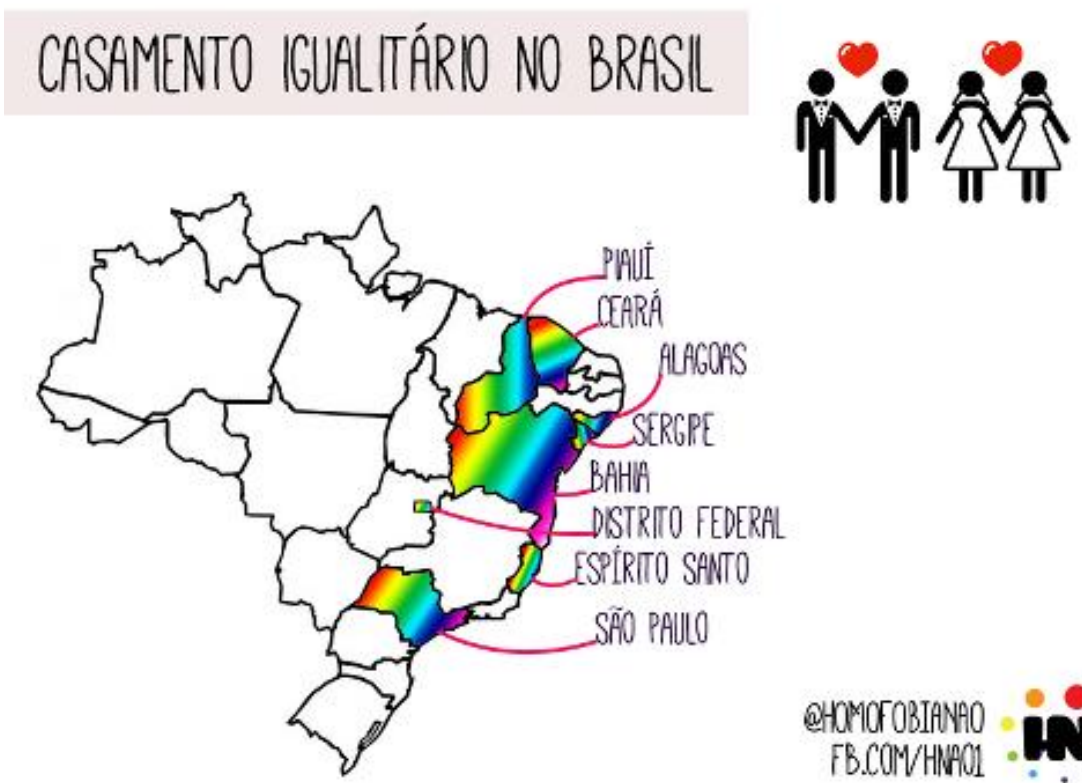 CASAMENTO IGUALITÁRIO NO BRASIL
PIAUÍ
CEARÁ
ALAGOAS
SERGIPE
BAHIA
DISTRITO FEDERAL
ESPÍRITO SANTO
SÃO PAULO
@HOMOFOBIANAO
FB.COM/HNAO1
HN